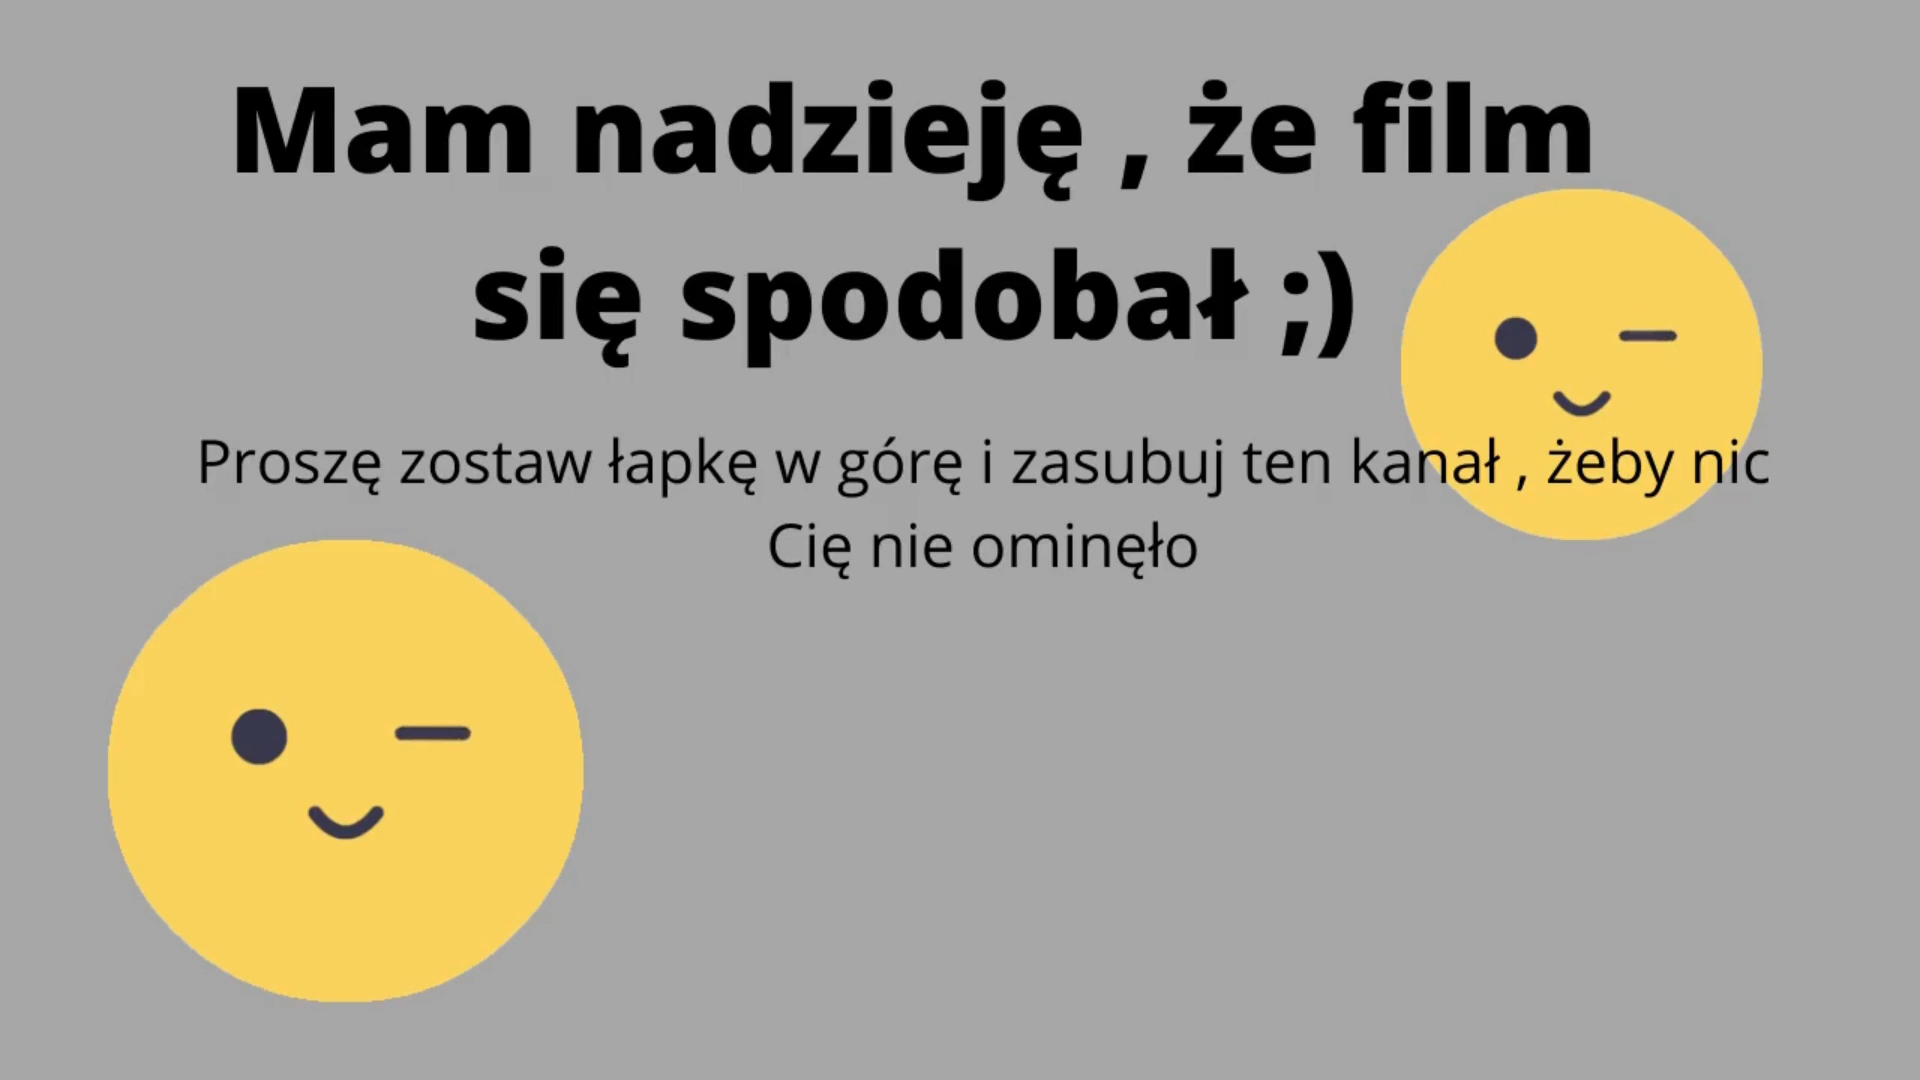 Mam nadzieję , że film
się spodobał ;)
Proszę zostaw łapkę w górę i zasubuj ten kanał , żeby nic
Cię nie ominęło